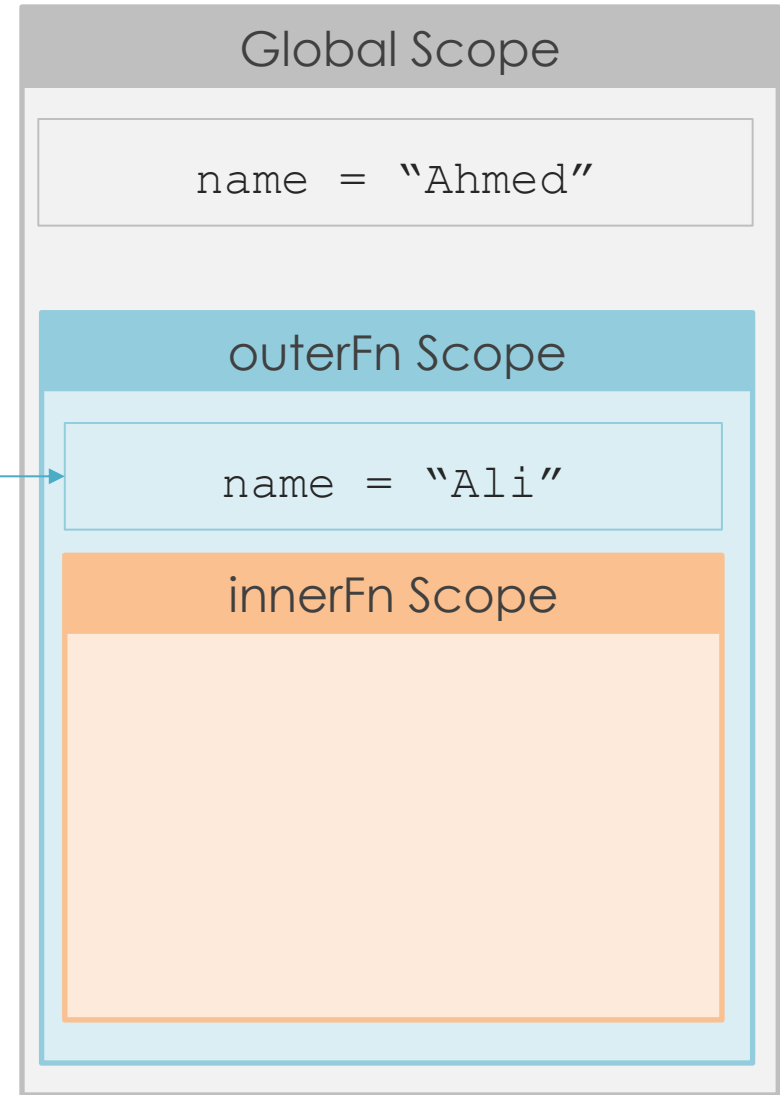 Global Scope
name = “Ahmed”
outerFn Scope
name = “Ali”
innerFn Scope